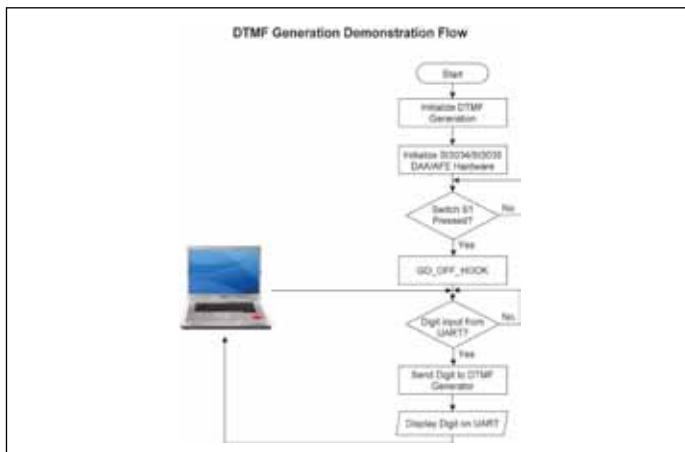 DTMF Generation Demonstration Flow
Start
Initialize DTMF
Generation
Initialize Si3034/Si3035
DAA/AFE Hardware
Switch S1
Pressed?
No
Yes
GO_OFF_HOOK
Digit input from
UART?
No
Yes
Send Digit to DTMF
Generator
Display Digit on UART